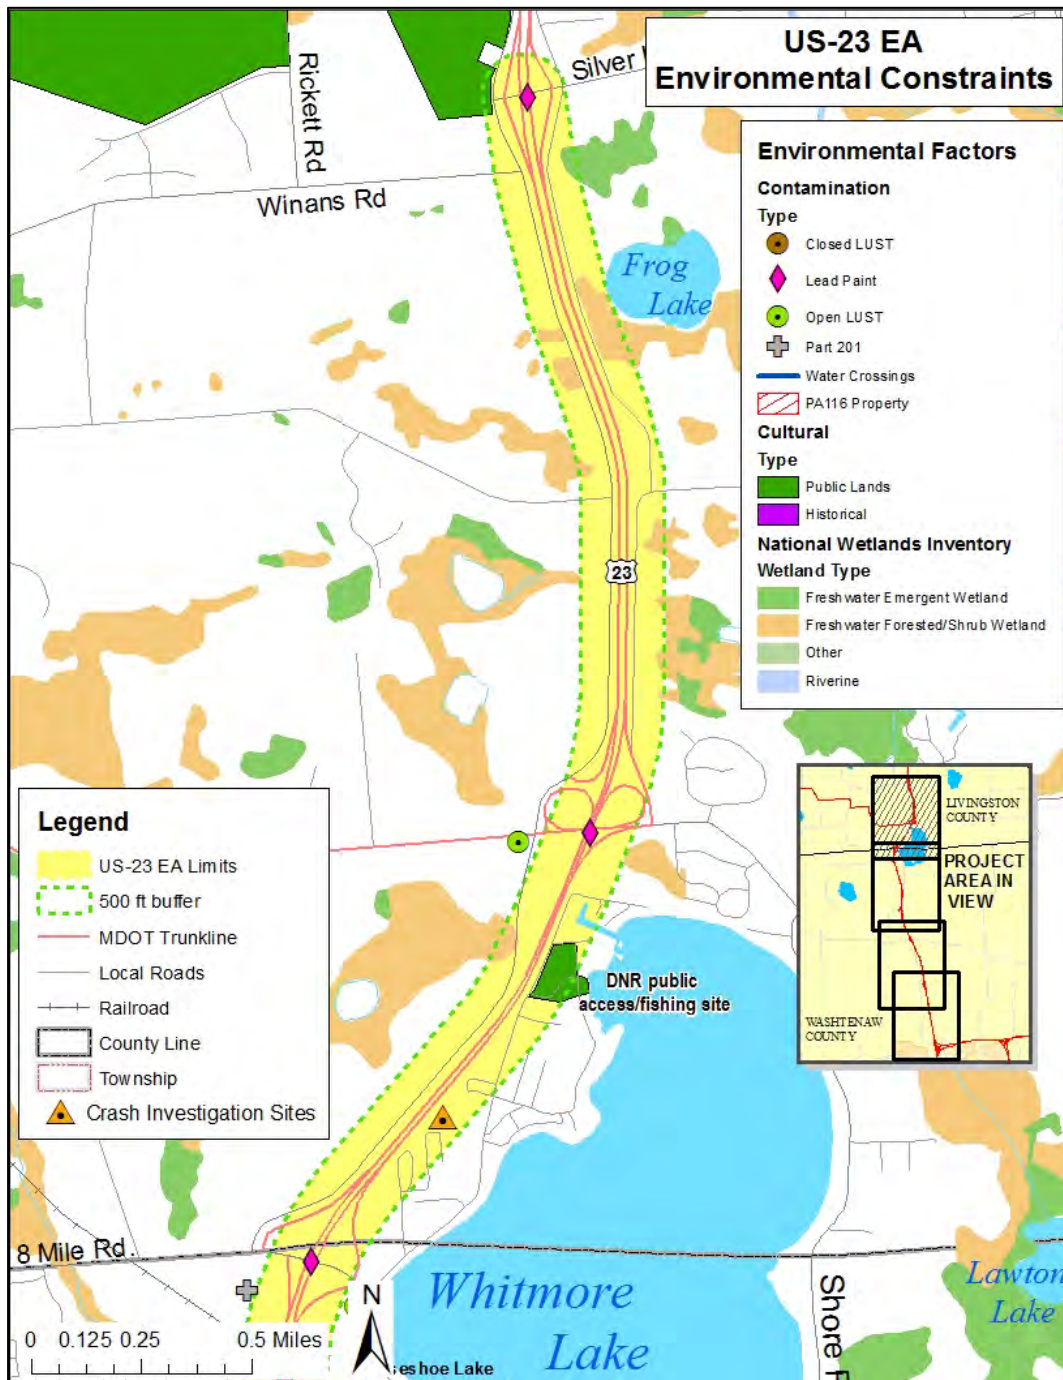 US-23 EA
Environmental Constraints
Silver
Rickett Rd
Winans Rd
Frog
Lake
23
Environmental Factors
Contamination
Type
Closed LUST
Lead Paint
Open LUST
Part 201
Water Crossings
PA116 Property
Cultural
Type
Public Lands
Historical
National Wetlands Inventory
Wetland Type
Freshwater Emergent Wetland
Freshwater Forested/Shrub Wetland
Other
Riverine
LIVINGSTON
COUNTY
PROJECT
AREA IN
VIEW
WASHTENAW
COUNTY
Legend
US-23 EA Limits
500 ft buffer
MDOT Trunkline
Local Roads
Railroad
County Line
Township
Crash Investigation Sites
DNR public
access/fishing site
8 Mile Rd.
Whitmore
Lake
Lawton
Lake
Shore
N
0 0.125 0.25 0.5 Miles
eshoe Lake